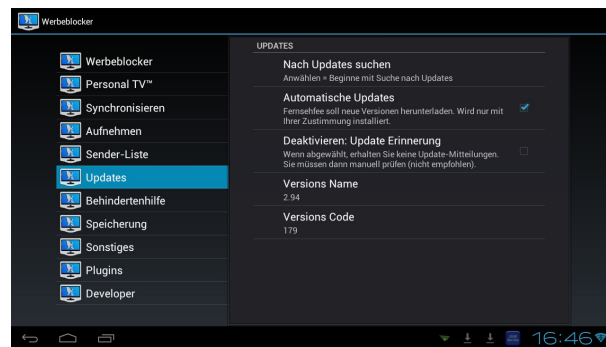 Werbeblocker
Werbeblocker
Personal TV™
Synchronisieren
Aufnehmen
Sender-Liste
Updates
Behindertenhilfe
Speicherung
Sonstiges
Plugins
Developer
UPDATES
Nach Updates suchen
Anwählen = Beginne mit Suche nach Updates
Automatische Updates
Fernsehfee soll neue Versionen herunterladen. Wird nur mit
Ihrer Zustimmung installiert.
Deaktivieren: Update Erinnerung
Wenn abgewählt, erhalten Sie keine Update-Mitteilungen.
Sie müssen dann manuell prüfen (nicht empfohlen).
Versions Name
2.94
Versions Code
179
16:46